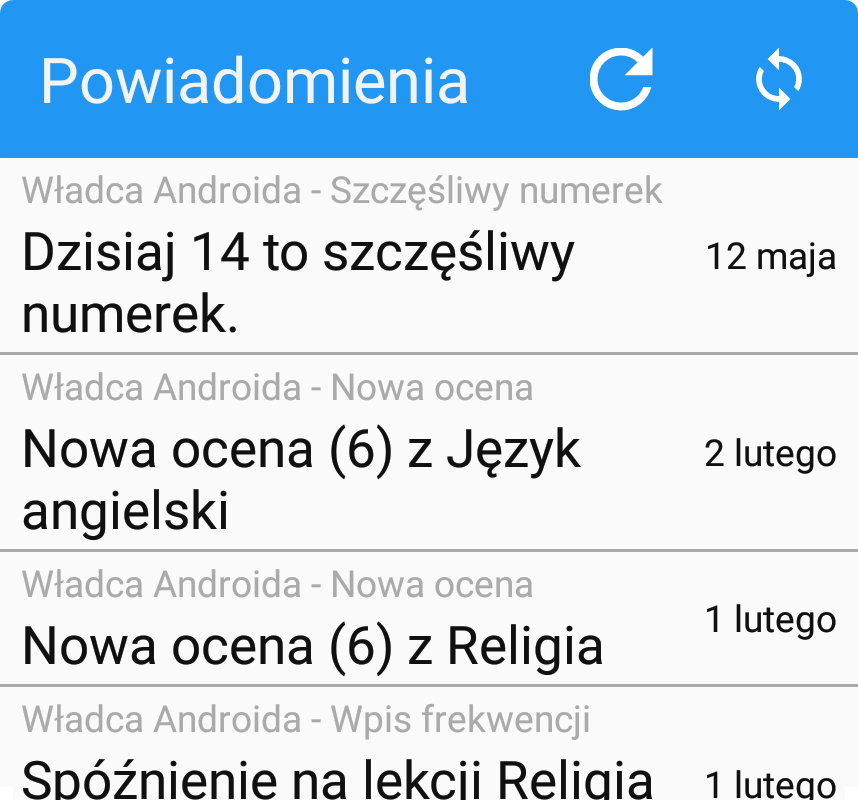 Powiadomienia
Władca Androida - Szczęśliwy numerek
Dzisiaj 14 to szczęśliwy
numerek.
12 maja
Władca Androida - Nowa ocena
Nowa ocena (6) z Język
angielski
2 lutego
Władca Androida - Nowa ocena
Nowa ocena (6) z Religia
1 lutego
Władca Androida - Wpis frekwencji
Spóźnienie na lekcji Religia
1 lutego